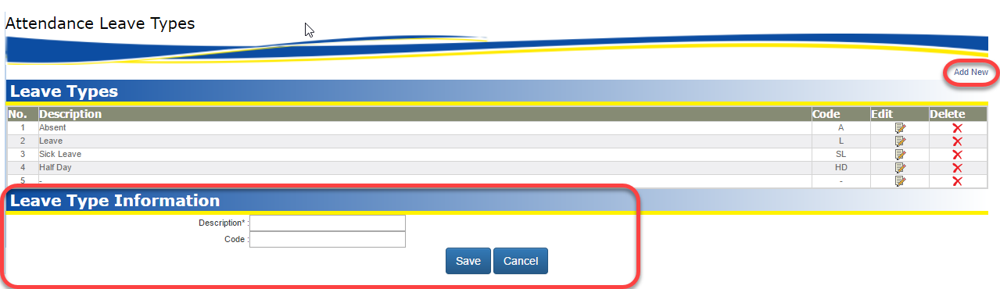 Attendance Leave Types
Add New
Leave Types
No. Description Code Edit Delete
1 Absent A
2 Leave L
3 Sick Leave SL
4 Half Day HD
5 - -
Leave Type Information
Description* :
Code :
Save Cancel